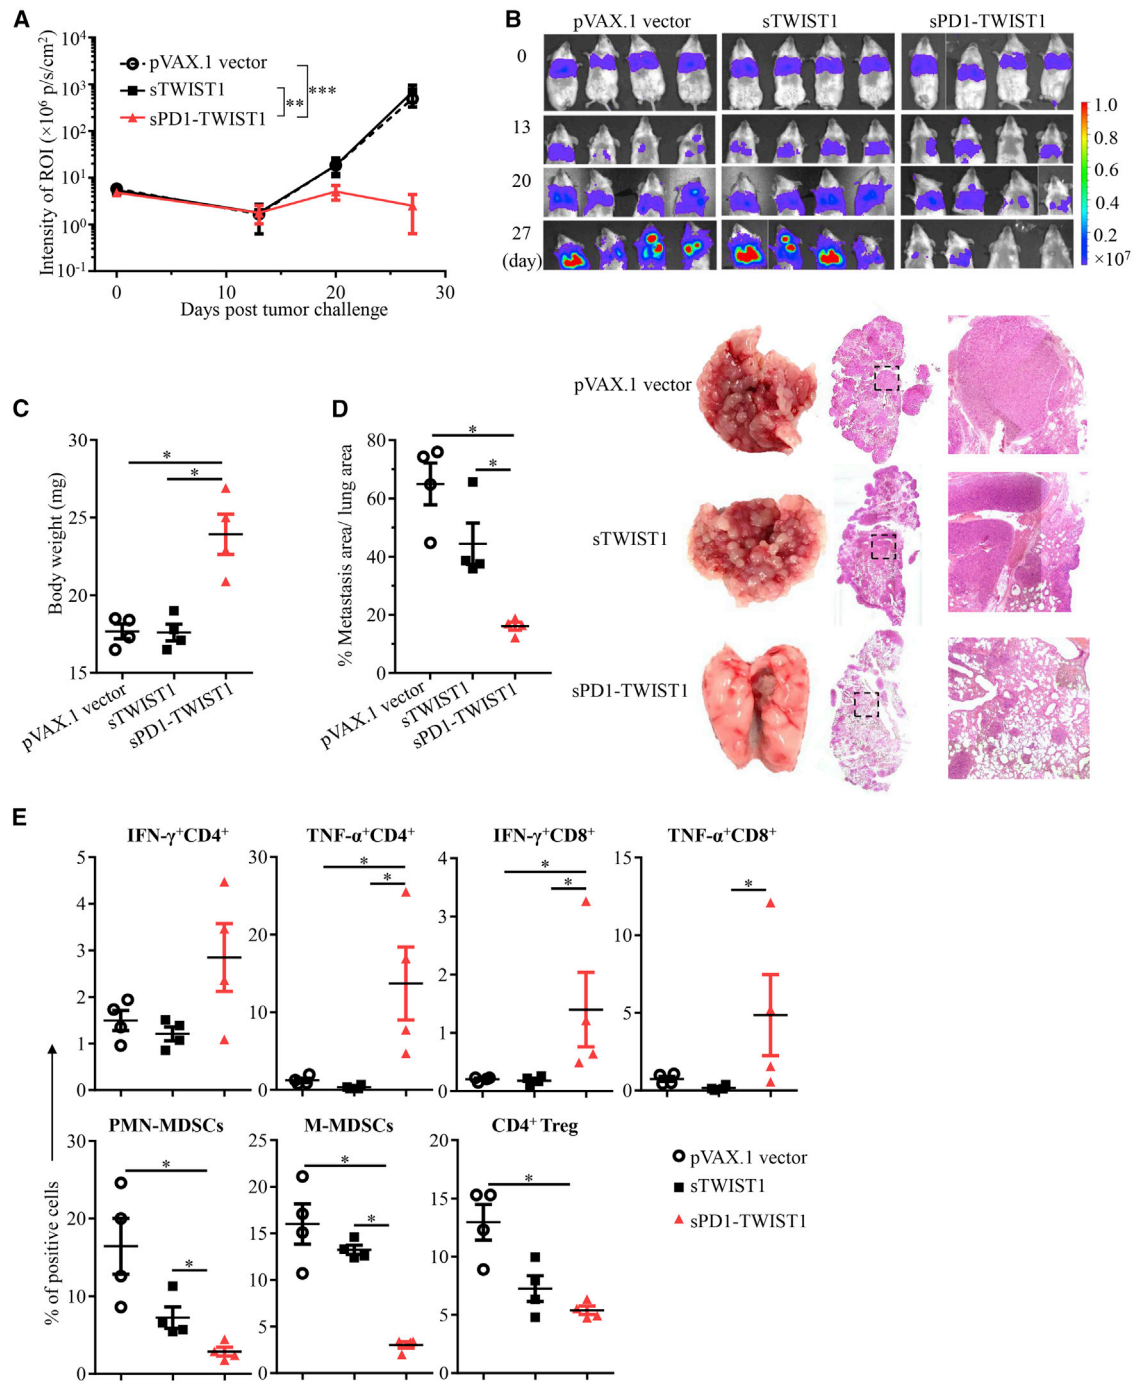 A
Intensity of ROI (×10⁶ p/s/cm²)
10⁴
10³
10²
10¹
10⁰
10⁻¹
pVAX.1 vector
sTWIST1
sPD1-TWIST1
**
***
0
10
20
30
Days post tumor challenge
B
pVAX.1 vector
sTWIST1
sPD1-TWIST1
0
13
20
27
(day)
1.0
0.8
0.6
0.4
0.2
×10⁷
C
Body weight (mg)
30
25
20
15
*
*
pVAX.1 vector
sTWIST1
sPD1-TWIST1
D
% Metastasis area/ lung area
80
60
40
20
0
*
*
pVAX.1 vector
sTWIST1
sPD1-TWIST1
pVAX.1 vector
sTWIST1
sPD1-TWIST1
E
% of positive cells
IFN-γ⁺CD4⁺
5
4
3
2
1
0
TNF-α⁺CD4⁺
30
20
10
0
*
*
IFN-γ⁺CD8⁺
4
3
2
1
0
*
*
TNF-α⁺CD8⁺
15
10
5
0
*
PMN-MDSCs
30
20
10
0
*
*
M-MDSCs
25
20
15
10
5
0
*
*
CD4⁺ Treg
20
15
10
5
0
*
pVAX.1 vector
sTWIST1
sPD1-TWIST1